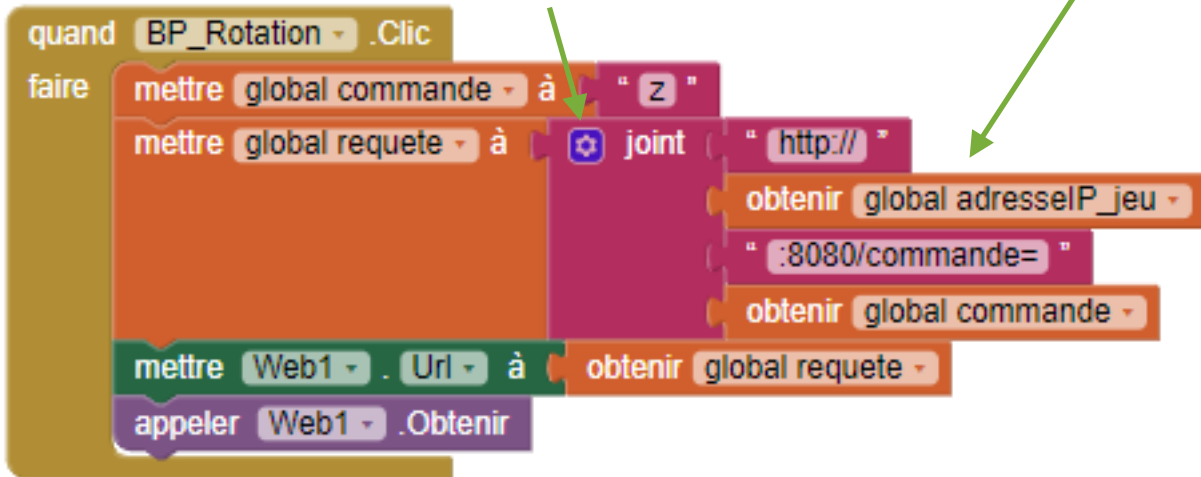 quand BP_Rotation .Clic
faire mettre global commande à " z "
mettre global requete à joint " http:// "
obtenir global adresseIP_jeu
" :8080/commande= "
obtenir global commande
mettre Web1 . Url à obtenir global requete
appeler Web1 .Obtenir